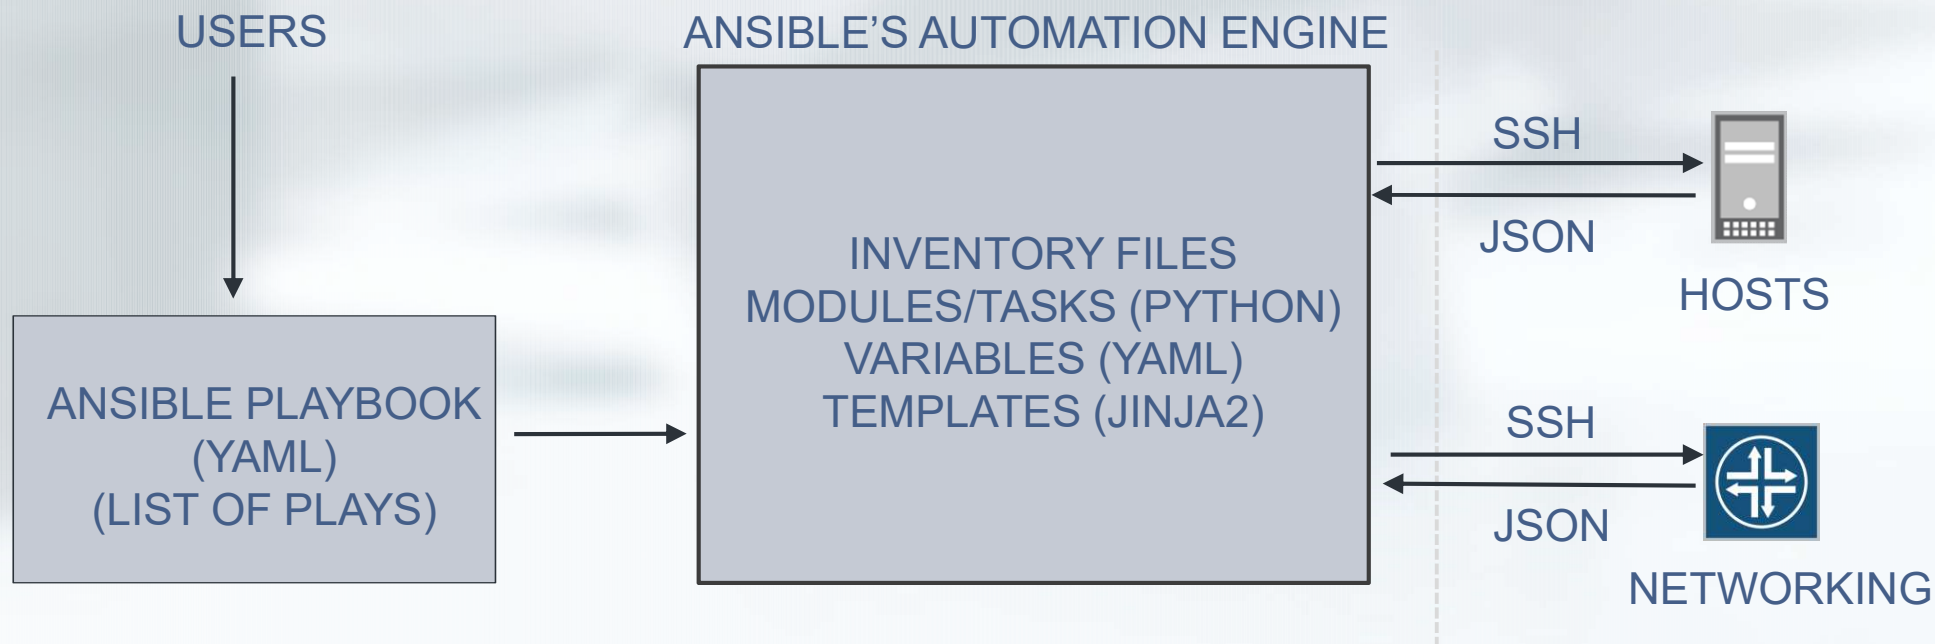 USERS
ANSIBLE PLAYBOOK
(YAML)
(LIST OF PLAYS)
ANSIBLE’S AUTOMATION ENGINE
INVENTORY FILES
MODULES/TASKS (PYTHON)
VARIABLES (YAML)
TEMPLATES (JINJA2)
SSH
JSON
HOSTS
SSH
JSON
NETWORKING